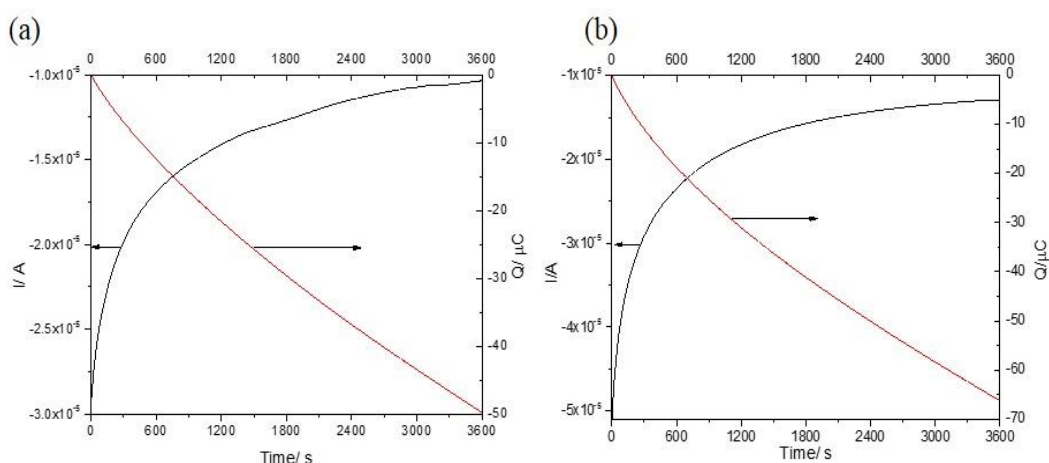 (a)
0 600 1200 1800 2400 3000 3600
-1.0x10⁻⁵
-1.5x10⁻⁵
-2.0x10⁻⁵
-2.5x10⁻⁵
-3.0x10⁻⁵
I/ A
0
-10
-20
-30
-40
-50
Q/ μC
0 600 1200 1800 2400 3000 3600
Time/ s
(b)
0 600 1200 1800 2400 3000 3600
-1x10⁻⁵
-2x10⁻⁵
-3x10⁻⁵
-4x10⁻⁵
-5x10⁻⁵
I/A
0
-10
-20
-30
-40
-50
-60
-70
Q/μC
0 600 1200 1800 2400 3000 3600
Time/ s